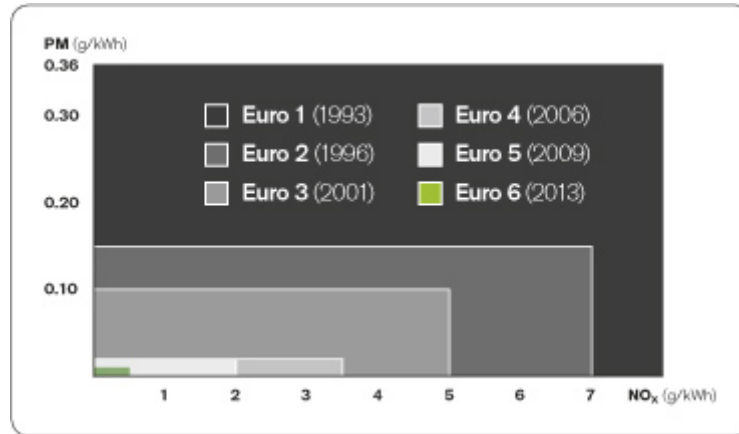 PM (g/kWh)
0.36
0.30
0.20
0.10
Euro 1 (1993)
Euro 2 (1996)
Euro 3 (2001)
Euro 4 (2006)
Euro 5 (2009)
Euro 6 (2013)
1 2 3 4 5 6 7 NOx (g/kWh)